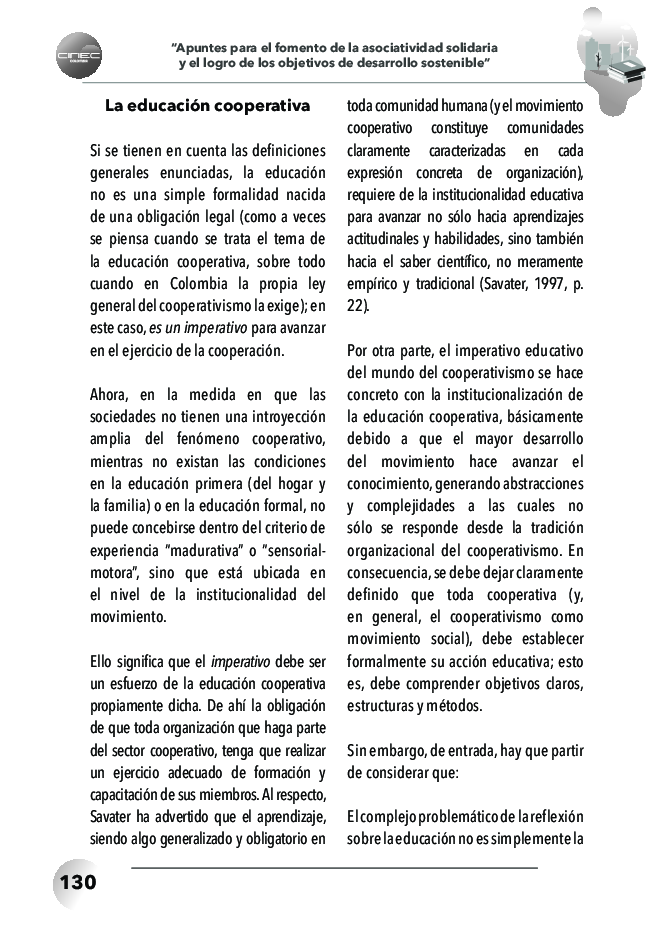 CINEC
COLOMBIA
“Apuntes para el fomento de la asociatividad solidaria
y el logro de los objetivos de desarrollo sostenible”
La educación cooperativa
Si se tienen en cuenta las definiciones
generales enunciadas, la educación
no es una simple formalidad nacida
de una obligación legal (como a veces
se piensa cuando se trata el tema de
la educación cooperativa, sobre todo
cuando en Colombia la propia ley
general del cooperativismo la exige); en
este caso, es un imperativo para avanzar
en el ejercicio de la cooperación.
Ahora, en la medida en que las
sociedades no tienen una introyección
amplia del fenómeno cooperativo,
mientras no existan las condiciones
en la educación primera (del hogar y
la familia) o en la educación formal, no
puede concebirse dentro del criterio de
experiencia "madurativa" o "sensorial-
motora", sino que está ubicada en
el nivel de la institucionalidad del
movimiento.
Ello significa que el imperativo debe ser
un esfuerzo de la educación cooperativa
propiamente dicha. De ahí la obligación
de que toda organización que haga parte
del sector cooperativo, tenga que realizar
un ejercicio adecuado de formación y
capacitación de sus miembros. Al respecto,
Savater ha advertido que el aprendizaje,
siendo algo generalizado y obligatorio en
toda comunidad humana (y el movimiento
cooperativo constituye comunidades
claramente caracterizadas en cada
expresión concreta de organización),
requiere de la institucionalidad educativa
para avanzar no sólo hacia aprendizajes
actitudinales y habilidades, sino también
hacia el saber científico, no meramente
empírico y tradicional (Savater, 1997, p.
22).
Por otra parte, el imperativo educativo
del mundo del cooperativismo se hace
concreto con la institucionalización de
la educación cooperativa, básicamente
debido a que el mayor desarrollo
del movimiento hace avanzar el
conocimiento, generando abstracciones
y complejidades a las cuales no
sólo se responde desde la tradición
organizacional del cooperativismo. En
consecuencia, se debe dejar claramente
definido que toda cooperativa (y,
en general, el cooperativismo como
movimiento social), debe establecer
formalmente su acción educativa; esto
es, debe comprender objetivos claros,
estructuras y métodos.
Sin embargo, de entrada, hay que partir
de considerar que:
El complejo problemático de la reflexión
sobre la educación no es simplemente la
130